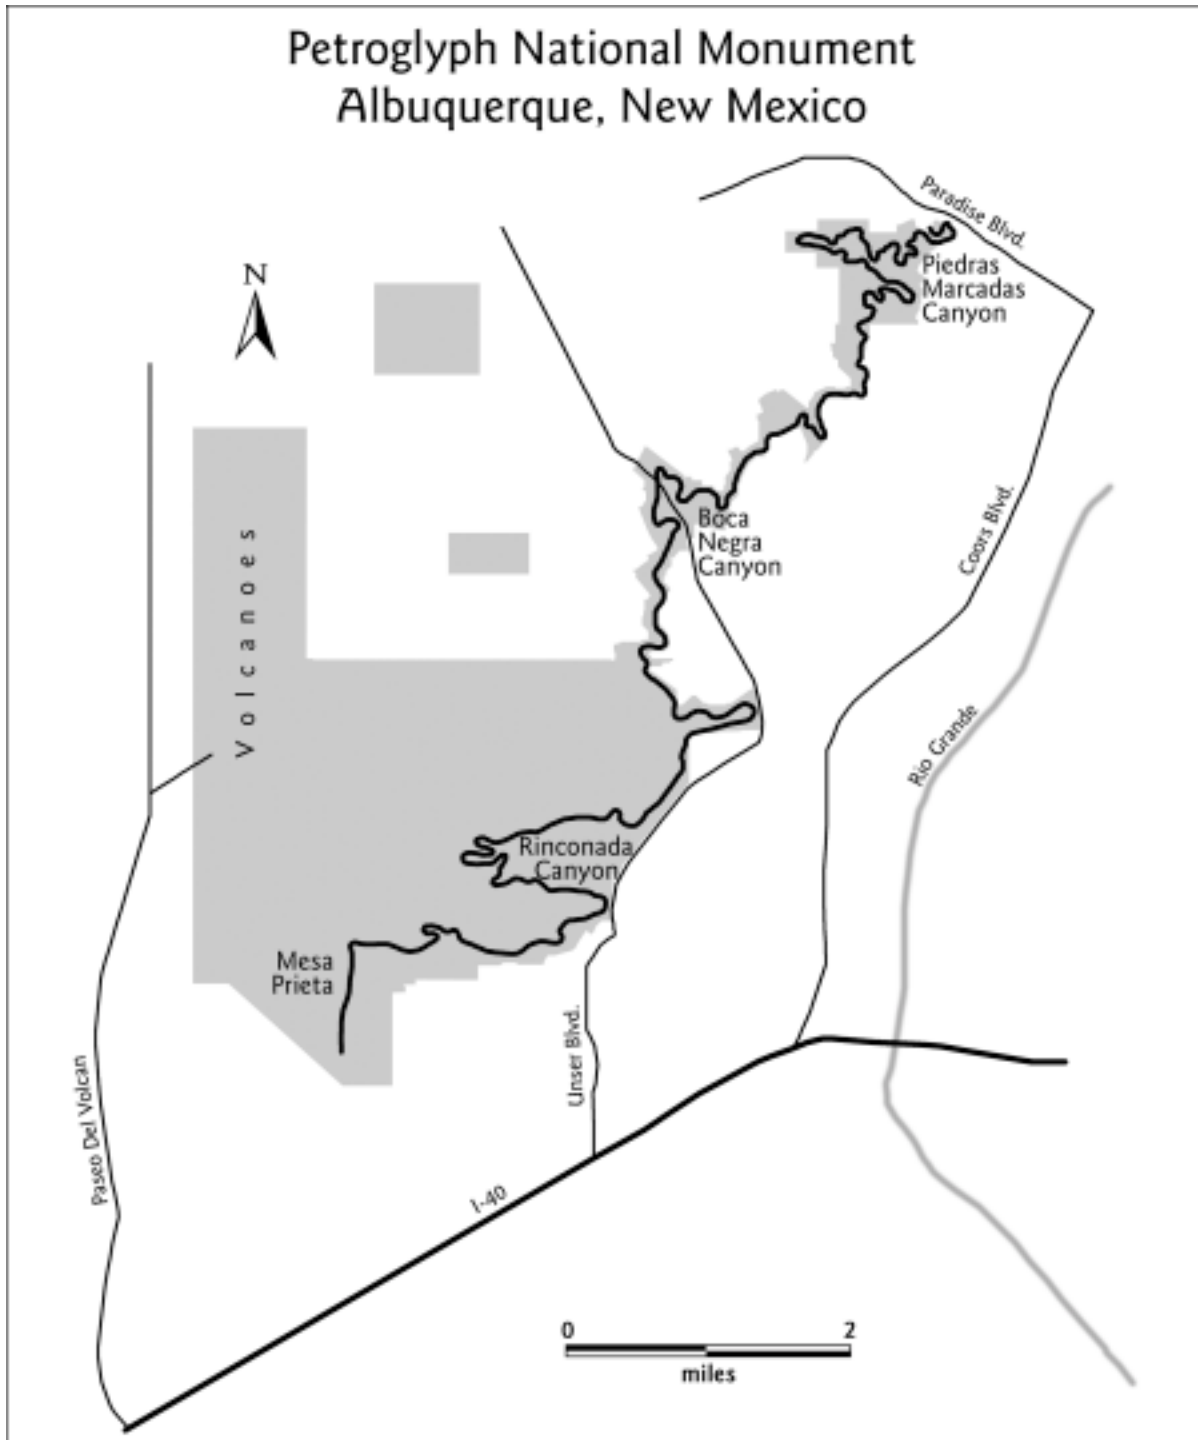 Petroglyph National Monument
Albuquerque, New Mexico
Paradise Blvd.
N
Piedras
Marcadas
Canyon
Coors Blvd.
Boca
Negra
Canyon
Volcanoes
Rio Grande
Rinconada
Canyon
Mesa
Prieta
Unser Blvd.
Paseo Del Volcan
I-40
0 2
miles